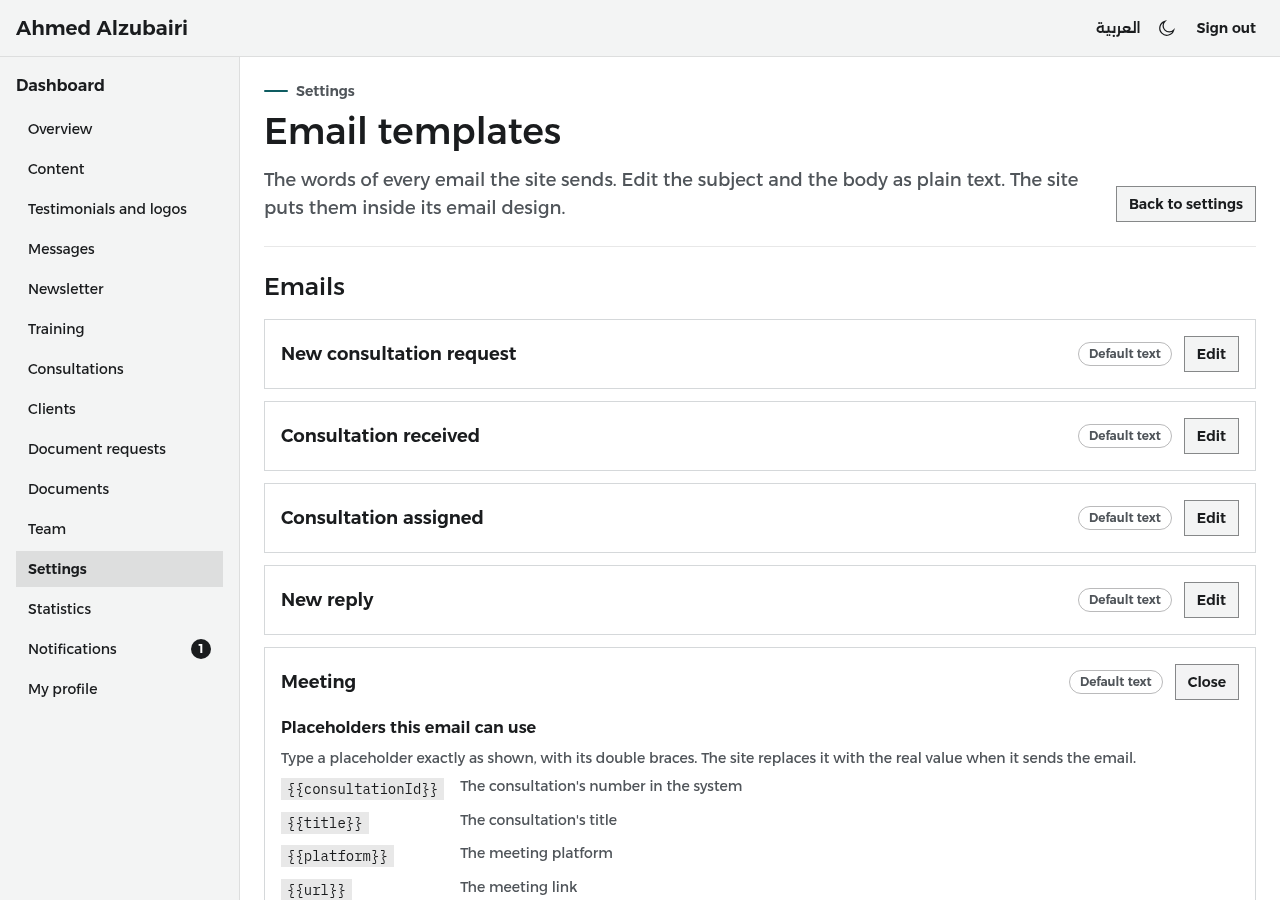 Ahmed Alzubairi
العربية
Sign out
Dashboard
Overview
Content
Testimonials and logos
Messages
Newsletter
Training
Consultations
Clients
Document requests
Documents
Team
Settings
Statistics
Notifications
1
My profile
Settings
Email templates
The words of every email the site sends. Edit the subject and the body as plain text. The site
puts them inside its email design.
Back to settings
Emails
New consultation request
Default text
Edit
Consultation received
Default text
Edit
Consultation assigned
Default text
Edit
New reply
Default text
Edit
Meeting
Default text
Close
Placeholders this email can use
Type a placeholder exactly as shown, with its double braces. The site replaces it with the real value when it sends the email.
{{consultationId}} The consultation's number in the system
{{title}} The consultation's title
{{platform}} The meeting platform
{{url}} The meeting link